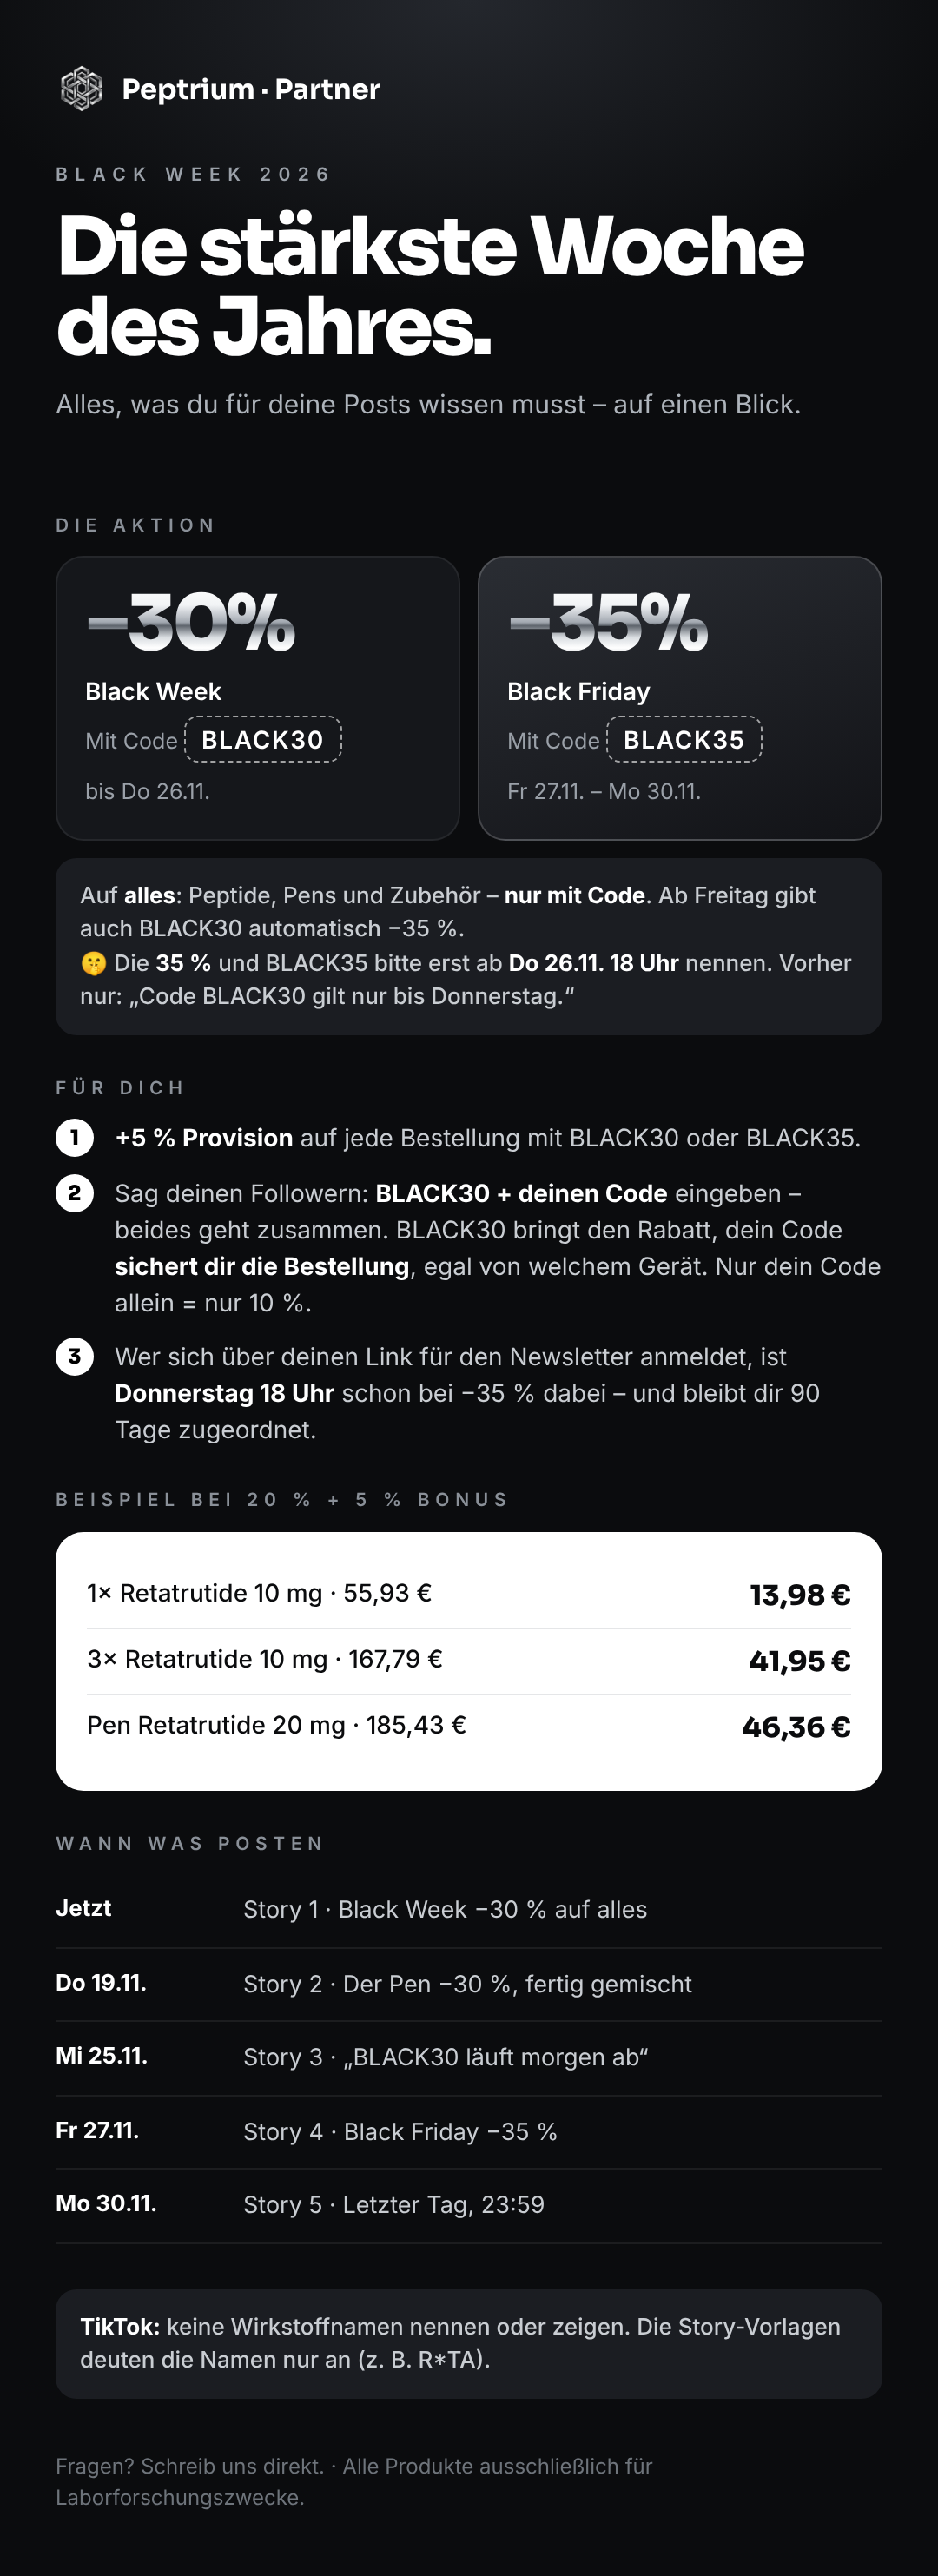 Peptrium · Partner
BLACK WEEK 2026
Die stärkste Woche
des Jahres.
Alles, was du für deine Posts wissen musst – auf einen Blick.
DIE AKTION
–30%
Black Week
Mit Code BLACK30
bis Do 26.11.
–35%
Black Friday
Mit Code BLACK35
Fr 27.11. – Mo 30.11.
Auf alles: Peptide, Pens und Zubehör – nur mit Code. Ab Freitag gibt
auch BLACK30 automatisch −35 %.
🤫 Die 35 % und BLACK35 bitte erst ab Do 26.11. 18 Uhr nennen. Vorher
nur: „Code BLACK30 gilt nur bis Donnerstag.“
FÜR DICH
1 +5 % Provision auf jede Bestellung mit BLACK30 oder BLACK35.
2 Sag deinen Followern: BLACK30 + deinen Code eingeben –
beides geht zusammen. BLACK30 bringt den Rabatt, dein Code
sichert dir die Bestellung, egal von welchem Gerät. Nur dein Code
allein = nur 10 %.
3 Wer sich über deinen Link für den Newsletter anmeldet, ist
Donnerstag 18 Uhr schon bei −35 % dabei – und bleibt dir 90
Tage zugeordnet.
BEISPIEL BEI 20 % + 5 % BONUS
1× Retatrutide 10 mg · 55,93 € 13,98 €
3× Retatrutide 10 mg · 167,79 € 41,95 €
Pen Retatrutide 20 mg · 185,43 € 46,36 €
WANN WAS POSTEN
Jetzt Story 1 · Black Week −30 % auf alles
Do 19.11. Story 2 · Der Pen −30 %, fertig gemischt
Mi 25.11. Story 3 · „BLACK30 läuft morgen ab“
Fr 27.11. Story 4 · Black Friday −35 %
Mo 30.11. Story 5 · Letzter Tag, 23:59
TikTok: keine Wirkstoffnamen nennen oder zeigen. Die Story-Vorlagen
deuten die Namen nur an (z. B. R*TA).
Fragen? Schreib uns direkt. · Alle Produkte ausschließlich für
Laborforschungszwecke.